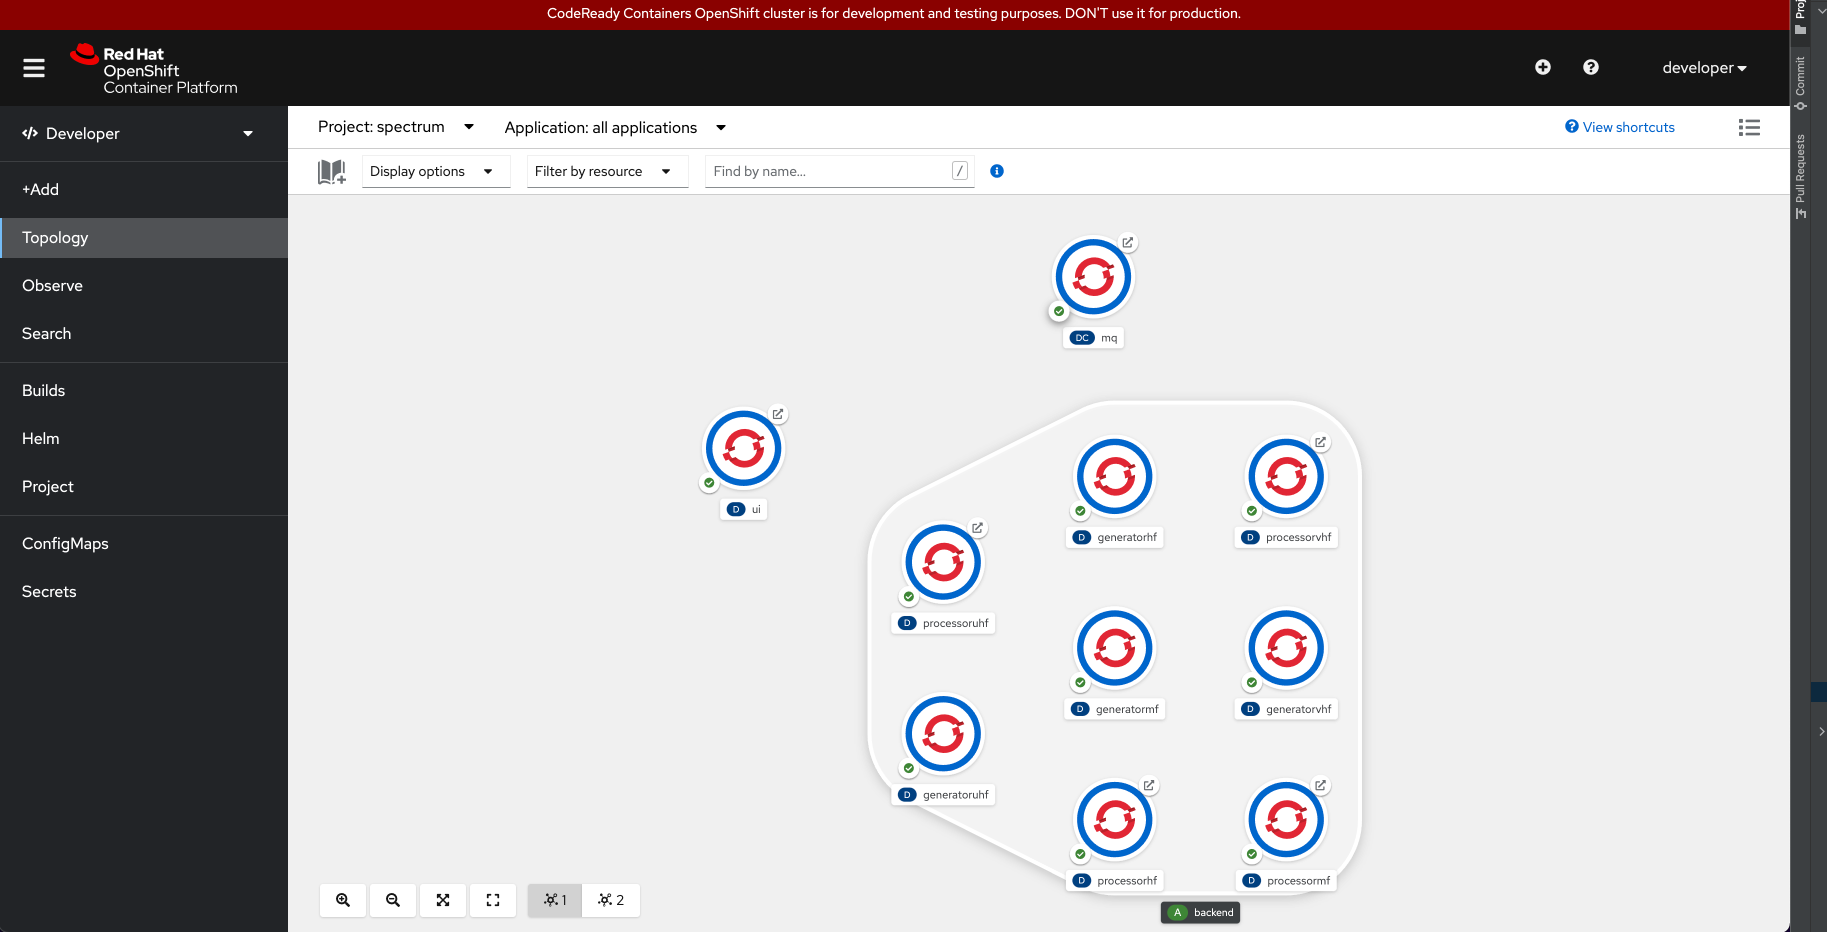 CodeReady Containers OpenShift cluster is for development and testing purposes. DON'T use it for production.
Red Hat
OpenShift
Container Platform
developer
Developer
Project: spectrum
Application: all applications
View shortcuts
Display options
Filter by resource
Find by name...
/
+Add
Topology
Observe
Search
Builds
Helm
Project
ConfigMaps
Secrets
DC mq
D ui
D generatorhf
D processorvhf
D processoruhf
D generatormf
D generatorvhf
D generatoruhf
D processorhf
D processormf
A backend
1
2
Proj
Commit
Pull Requests